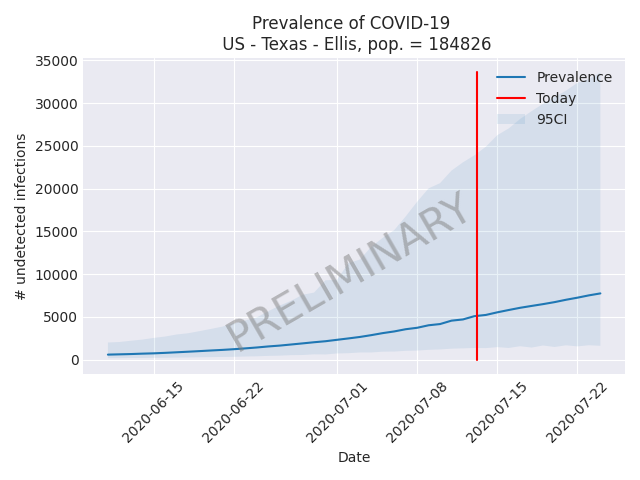 Prevalence of COVID-19
US - Texas - Ellis, pop. = 184826
35000
30000
25000
20000
15000
10000
5000
0
# undetected infections
Prevalence
Today
95CI
PRELIMINARY
2020-06-15
2020-06-22
2020-07-01
2020-07-08
2020-07-15
2020-07-22
Date